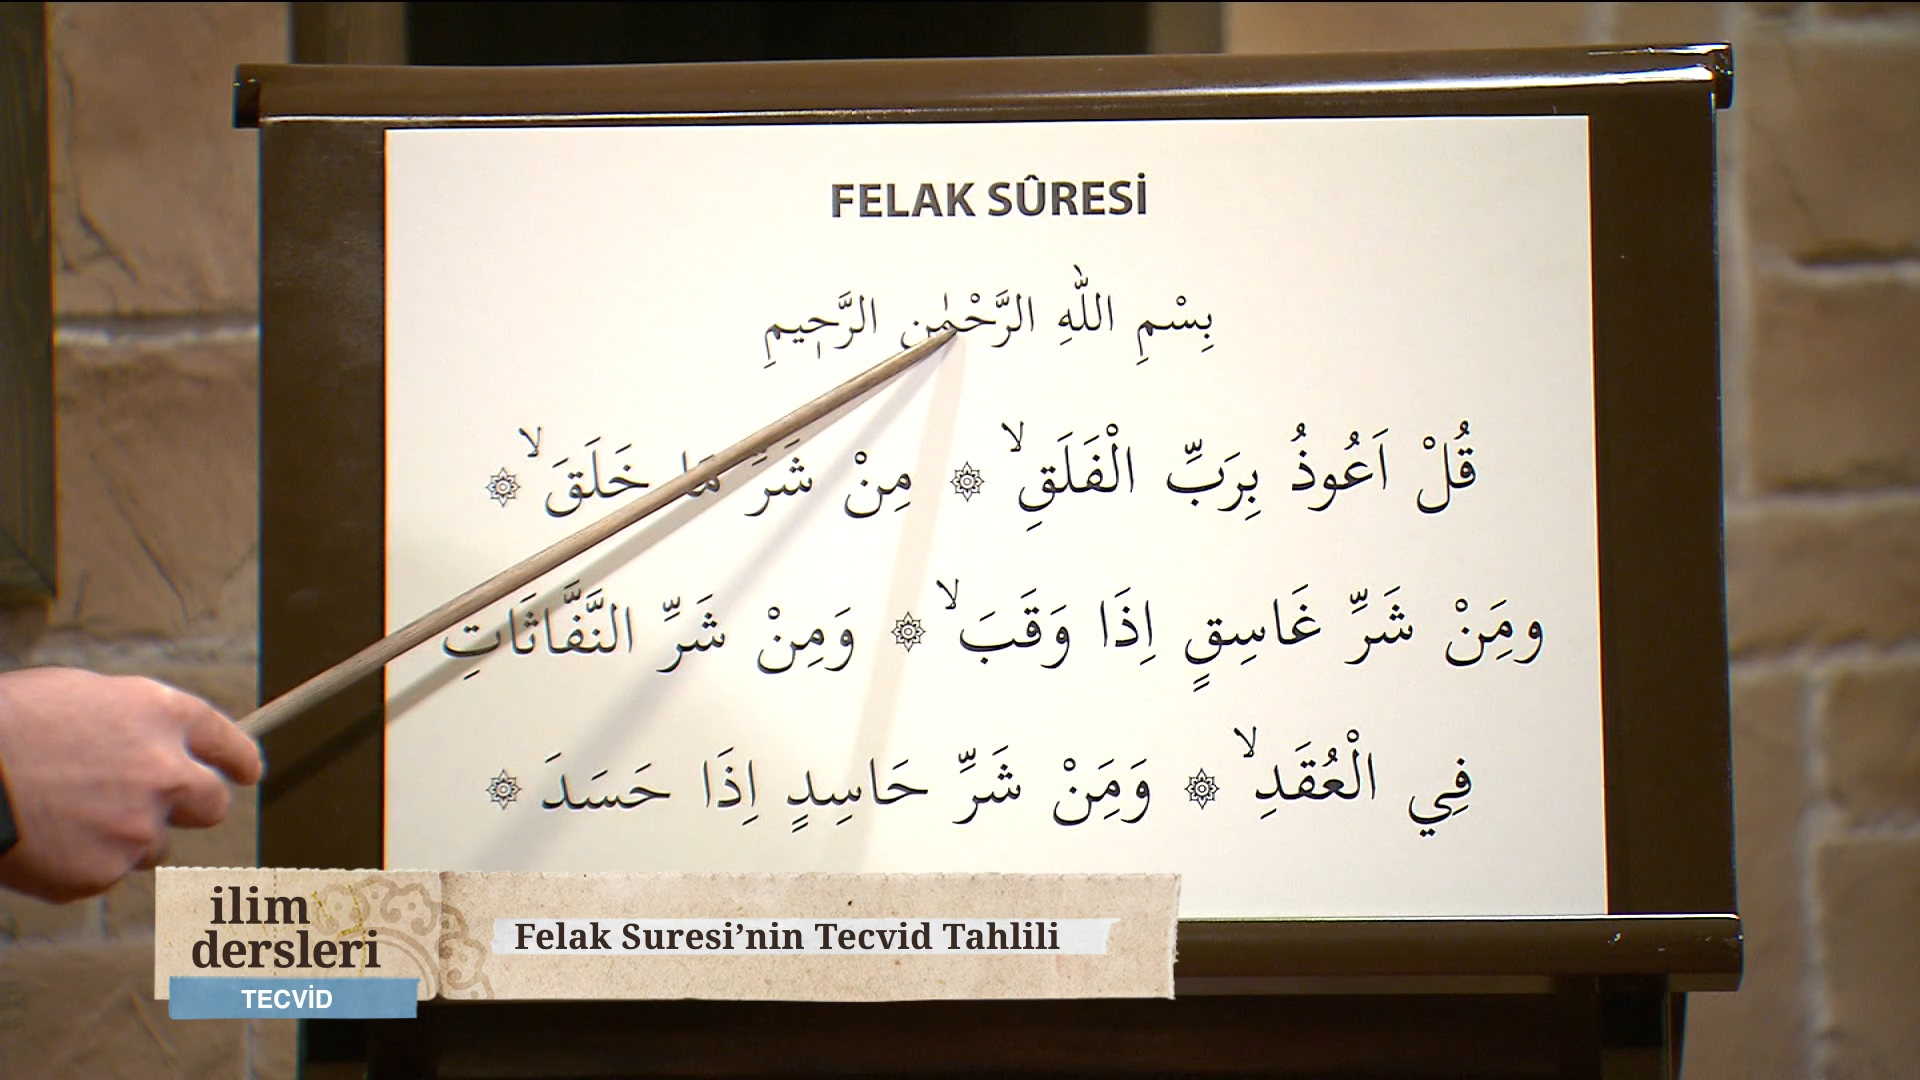 FELAK SÛRESİ
بِسْمِ اللّٰهِ الرَّحْمٰنِ الرَّحٖيمِ
قُلْ اَعُوذُ بِرَبِّ الْفَلَقِۙ ۞ مِنْ شَرِّ مَا خَلَقَۙ ۞
ومَِنْ شَرِّ غَاسِقٍ اِذَا وَقَبَۙ ۞ وَمِنْ شَرِّ النَّفَّاثَاتِ
فِي الْعُقَدِۙ ۞ وَمَِنْ شَرِّ حَاسِدٍ اِذَا حَسَدَ ۞
ilim
dersleri
TECVİD
Felak Suresi’nin Tecvid Tahlili